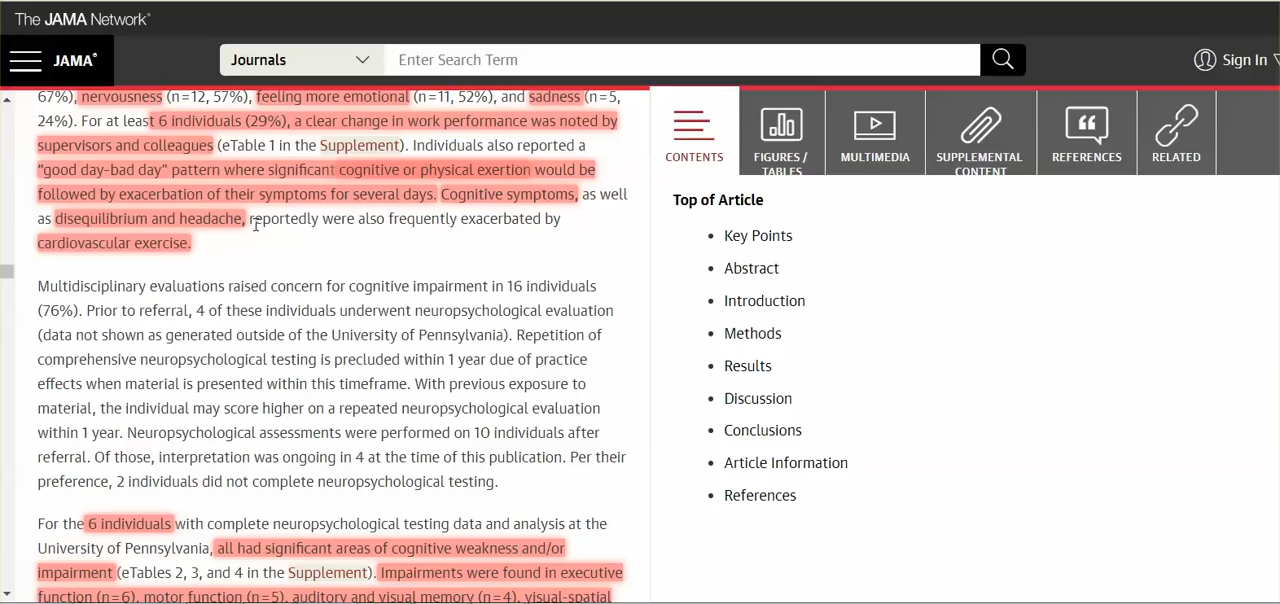 The JAMA Network®
JAMA®
Journals
Enter Search Term
Sign In
67%), nervousness (n=12, 57%), feeling more emotional (n=11, 52%), and sadness (n=5,
24%). For at least 6 individuals (29%), a clear change in work performance was noted by
supervisors and colleagues (eTable 1 in the Supplement). Individuals also reported a
“good day-bad day” pattern where significant cognitive or physical exertion would be
followed by exacerbation of their symptoms for several days. Cognitive symptoms, as well
as disequilibrium and headache, reportedly were also frequently exacerbated by
cardiovascular exercise.
Multidisciplinary evaluations raised concern for cognitive impairment in 16 individuals
(76%). Prior to referral, 4 of these individuals underwent neuropsychological evaluation
(data not shown as generated outside of the University of Pennsylvania). Repetition of
comprehensive neuropsychological testing is precluded within 1 year due of practice
effects when material is presented within this timeframe. With previous exposure to
material, the individual may score higher on a repeated neuropsychological evaluation
within 1 year. Neuropsychological assessments were performed on 10 individuals after
referral. Of those, interpretation was ongoing in 4 at the time of this publication. Per their
preference, 2 individuals did not complete neuropsychological testing.
For the 6 individuals with complete neuropsychological testing data and analysis at the
University of Pennsylvania, all had significant areas of cognitive weakness and/or
impairment (eTables 2, 3, and 4 in the Supplement). Impairments were found in executive
function (n=6), motor function (n=5), auditory and visual memory (n=4), visual-spatial
CONTENTS
FIGURES /
TABLES
MULTIMEDIA
SUPPLEMENTAL
CONTENT
REFERENCES
RELATED
Top of Article
Key Points
Abstract
Introduction
Methods
Results
Discussion
Conclusions
Article Information
References